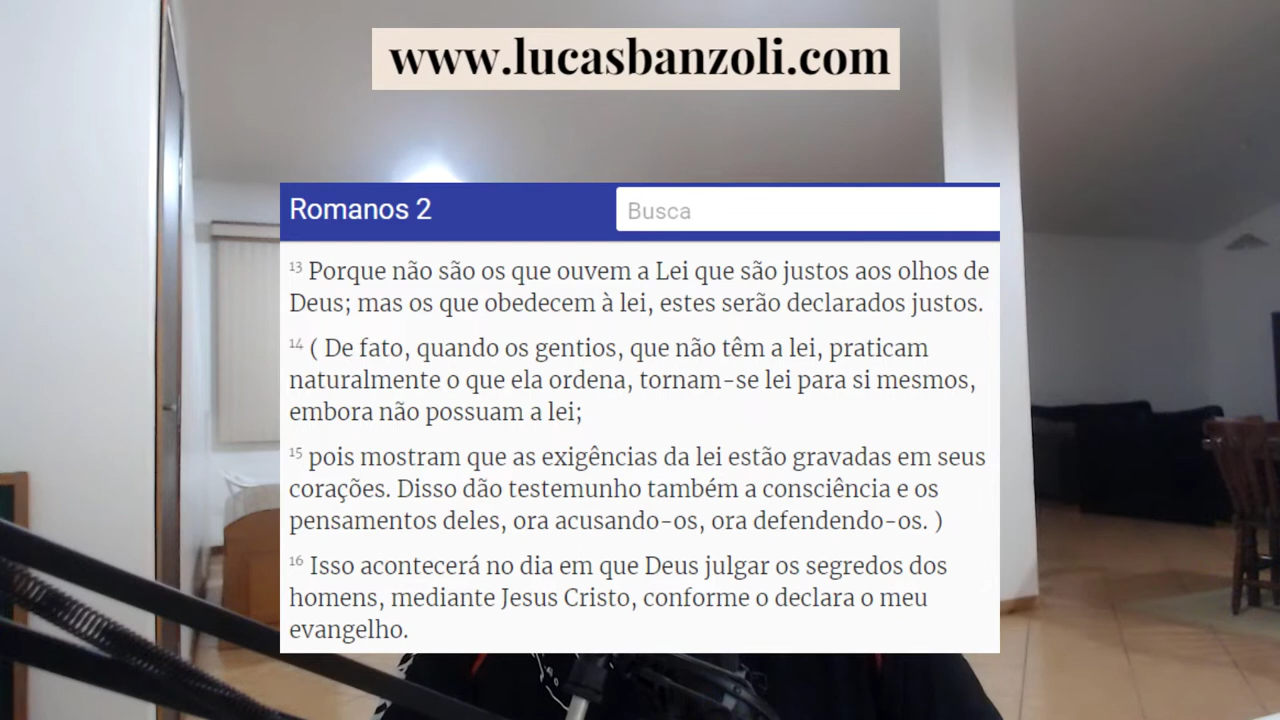 www.lucasbanzoli.com
Romanos 2
Busca
13 Porque não são os que ouvem a Lei que são justos aos olhos de
Deus; mas os que obedecem à lei, estes serão declarados justos.
14 ( De fato, quando os gentios, que não têm a lei, praticam
naturalmente o que ela ordena, tornam-se lei para si mesmos,
embora não possuam a lei;
15 pois mostram que as exigências da lei estão gravadas em seus
corações. Disso dão testemunho também a consciência e os
pensamentos deles, ora acusando-os, ora defendendo-os. )
16 Isso acontecerá no dia em que Deus julgar os segredos dos
homens, mediante Jesus Cristo, conforme o declara o meu
evangelho.